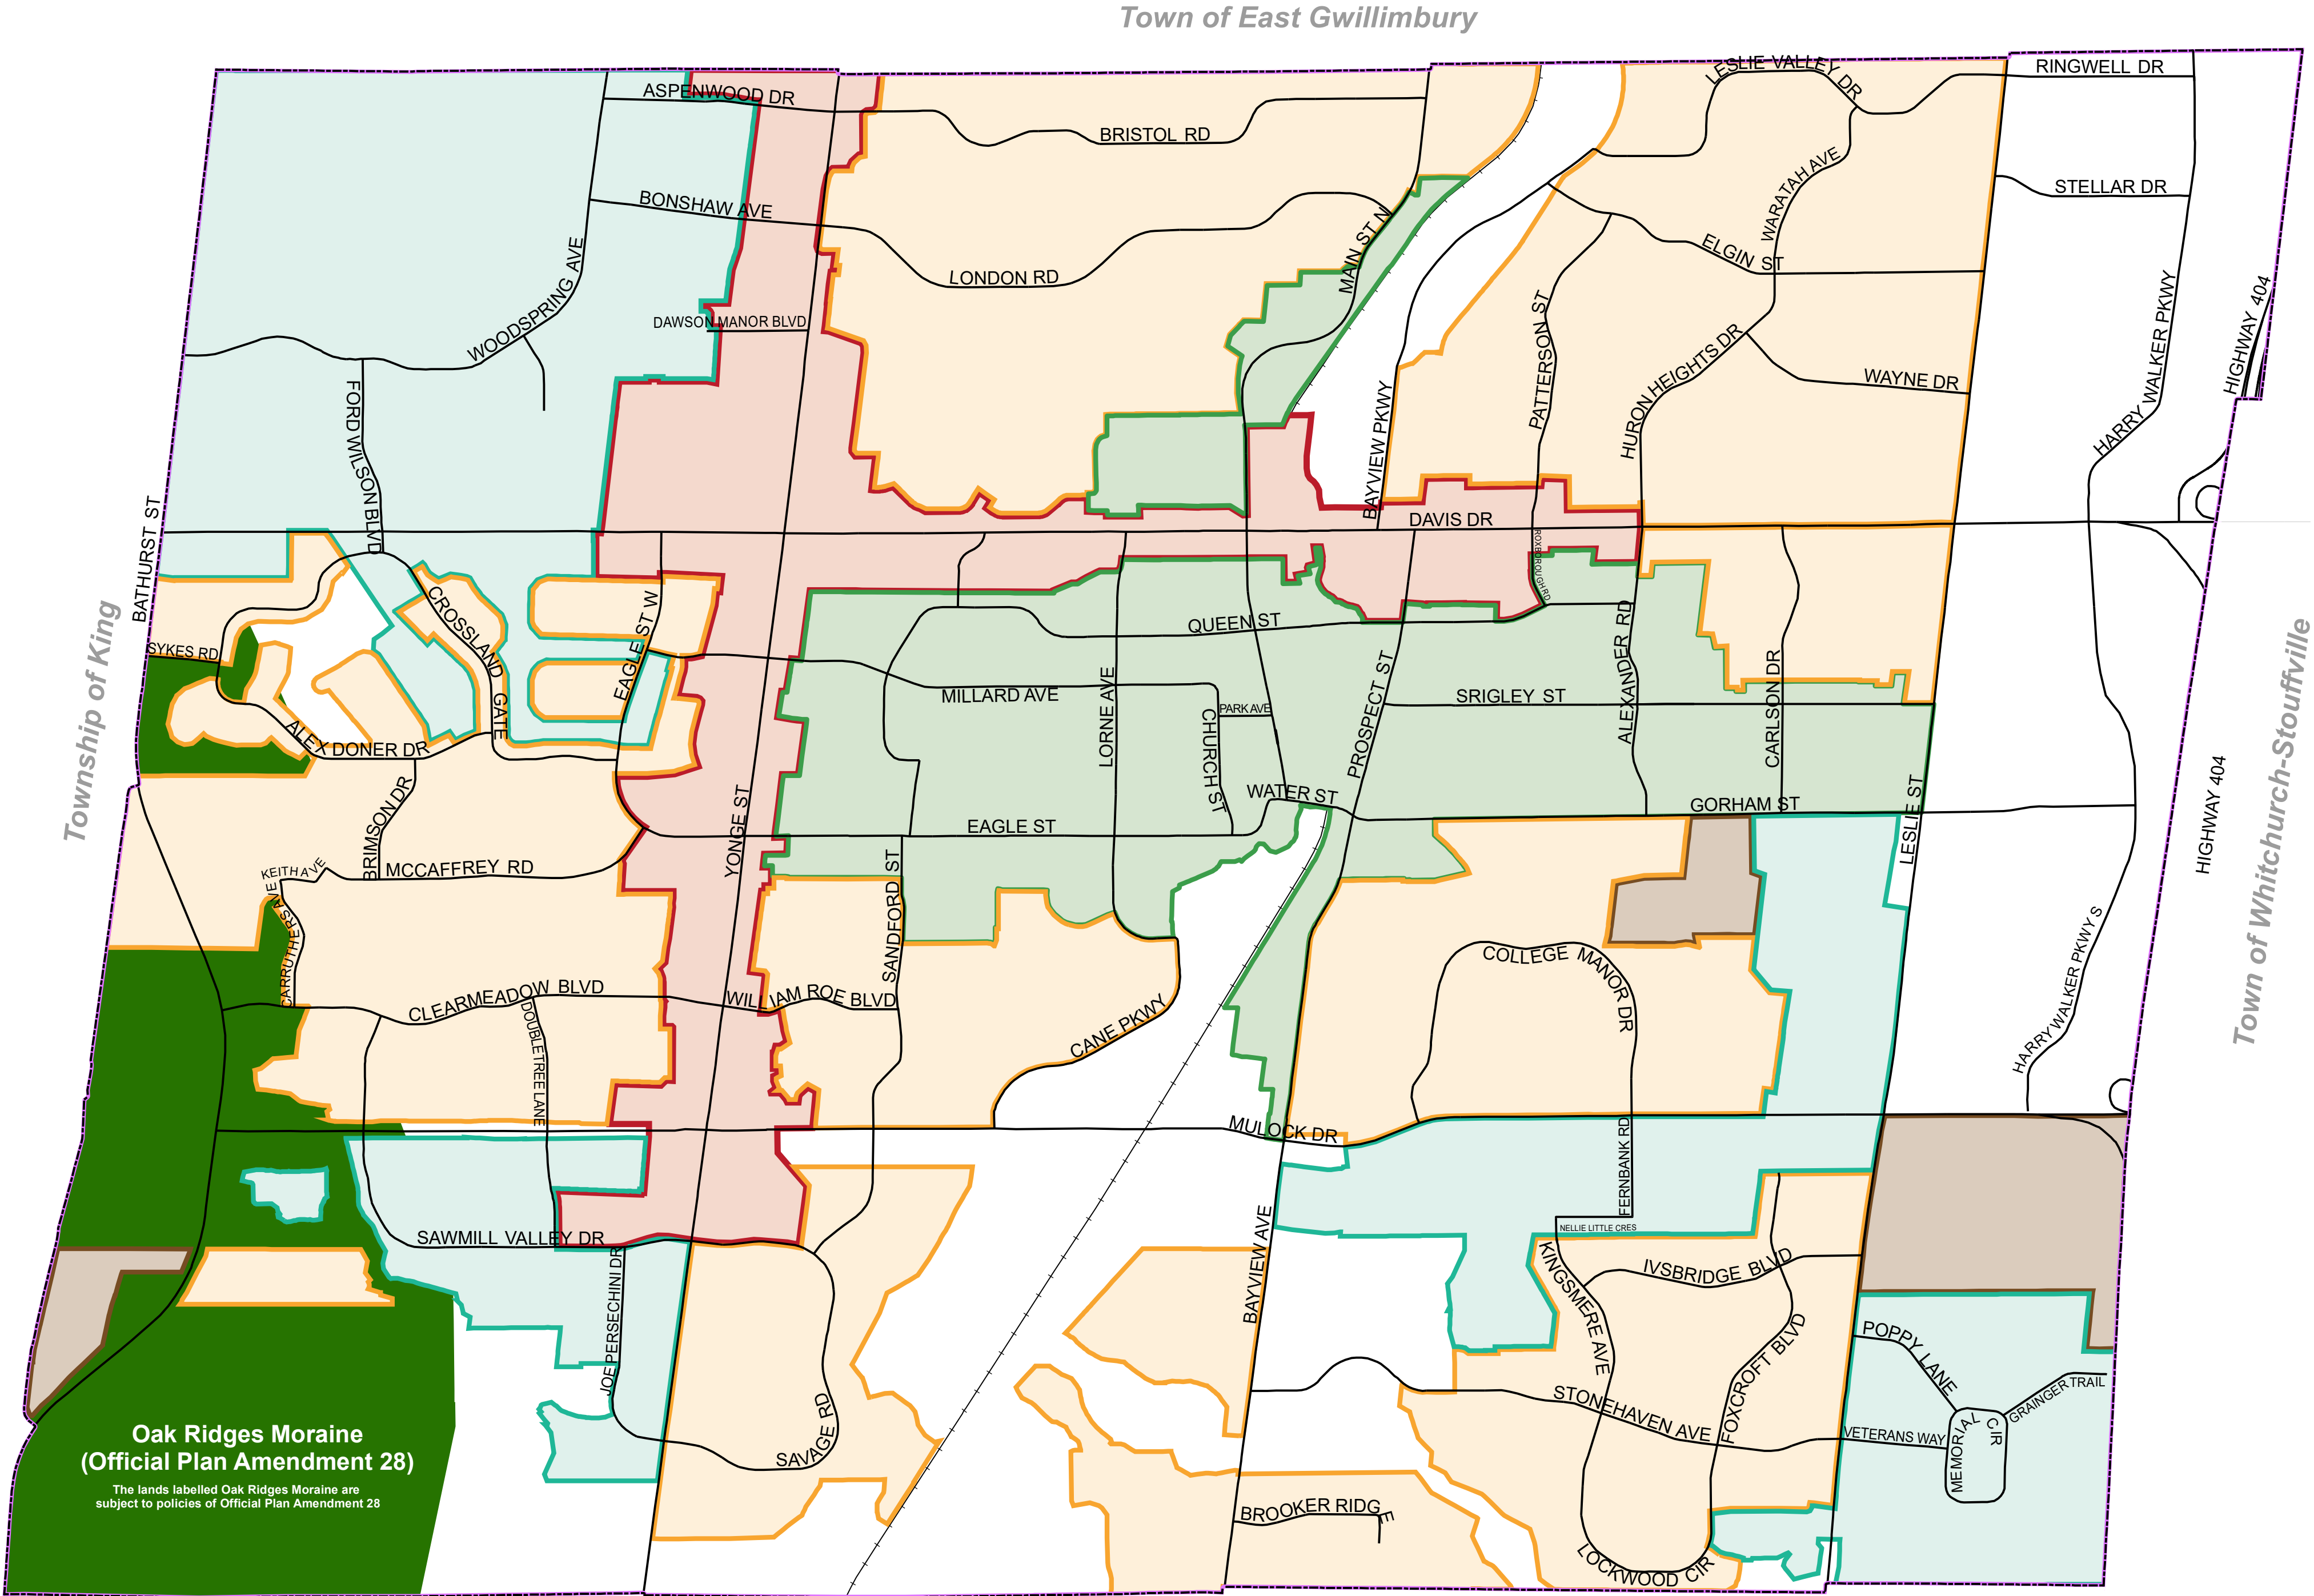 Town of East Gwillimbury
LESLIE VALLEY DR
RINGWELL DR
ASPENWOOD DR
BRISTOL RD
WARATAH AVE
STELLAR DR
BONSHAW AVE
MAIN ST N
ELGIN ST
WOODSPRING AVE
LONDON RD
HIGHWAY 404
DAWSON MANOR BLVD
PATTERSON ST
HURON HEIGHTS DR
HARRY WALKER PKWY
WAYNE DR
FORD WILSON BLVD
BAYVIEW PKWY
BATHURST ST
DAVIS DR
ROXBOROUGH RD
Township of King
CROSSLAND GATE
EAGLE ST W
QUEEN ST
ALEXANDER RD
SYKES RD
MILLARD AVE
LORNE AVE
PARK AVE
CHURCH ST
PROSPECT ST
SRIGLEY ST
CARLSON DR
Town of Whitchurch-Stouffville
ALEX DONER DR
BRIMSON DR
YONGE ST
WATER ST
GORHAM ST
LESLIE ST
HIGHWAY 404
EAGLE ST
KEITH AVE
MCCAFFREY RD
SANDFORD ST
CARRUTHERS AVE
COLLEGE MANOR DR
HARRY WALKER PKWY S
CLEARMEADOW BLVD
WILLIAM ROE BLVD
DOUBLETREE LANE
CANE PKWY
MULOCK DR
FERNBANK RD
NELLIE LITTLE CRES
SAWMILL VALLEY DR
BAYVIEW AVE
KINGSMERE AVE
IVSBRIDGE BLVD
JOE PERSECHINI DR
POPPY LANE
FOXCROFT BLVD
GRAINGER TRAIL
STONEHAVEN AVE
VETERANS WAY
MEMORIAL CIR
SAVAGE RD
Oak Ridges Moraine
(Official Plan Amendment 28)
The lands labelled Oak Ridges Moraine are
subject to policies of Official Plan Amendment 28
BROOKER RIDGE
LOCKWOOD CIR